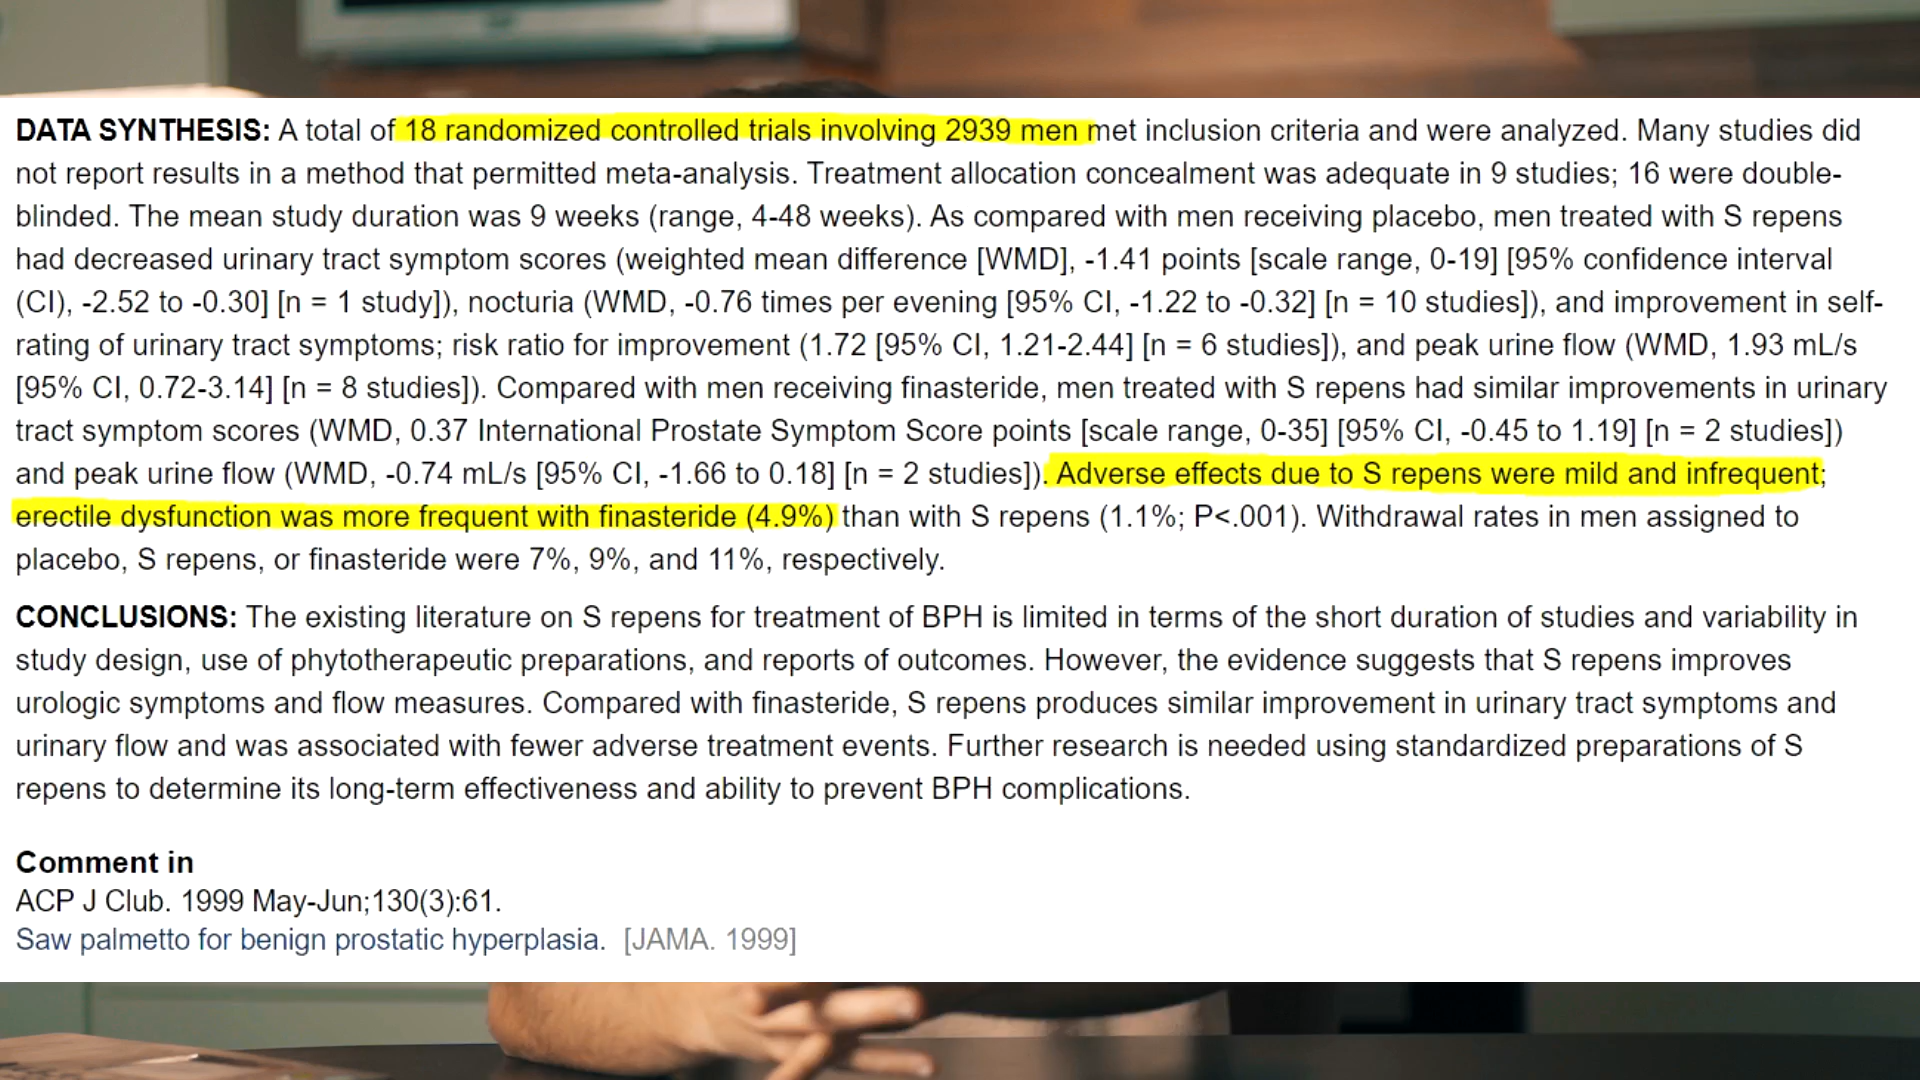 DATA SYNTHESIS: A total of 18 randomized controlled trials involving 2939 men met inclusion criteria and were analyzed. Many studies did
not report results in a method that permitted meta-analysis. Treatment allocation concealment was adequate in 9 studies; 16 were double-
blinded. The mean study duration was 9 weeks (range, 4-48 weeks). As compared with men receiving placebo, men treated with S repens
had decreased urinary tract symptom scores (weighted mean difference [WMD], -1.41 points [scale range, 0-19] [95% confidence interval
(CI), -2.52 to -0.30] [n = 1 study]), nocturia (WMD, -0.76 times per evening [95% CI, -1.22 to -0.32] [n = 10 studies]), and improvement in self-
rating of urinary tract symptoms; risk ratio for improvement (1.72 [95% CI, 1.21-2.44] [n = 6 studies]), and peak urine flow (WMD, 1.93 mL/s
[95% CI, 0.72-3.14] [n = 8 studies]). Compared with men receiving finasteride, men treated with S repens had similar improvements in urinary
tract symptom scores (WMD, 0.37 International Prostate Symptom Score points [scale range, 0-35] [95% CI, -0.45 to 1.19] [n = 2 studies])
and peak urine flow (WMD, -0.74 mL/s [95% CI, -1.66 to 0.18] [n = 2 studies]). Adverse effects due to S repens were mild and infrequent;
erectile dysfunction was more frequent with finasteride (4.9%) than with S repens (1.1%; P<.001). Withdrawal rates in men assigned to
placebo, S repens, or finasteride were 7%, 9%, and 11%, respectively.
CONCLUSIONS: The existing literature on S repens for treatment of BPH is limited in terms of the short duration of studies and variability in
study design, use of phytotherapeutic preparations, and reports of outcomes. However, the evidence suggests that S repens improves
urologic symptoms and flow measures. Compared with finasteride, S repens produces similar improvement in urinary tract symptoms and
urinary flow and was associated with fewer adverse treatment events. Further research is needed using standardized preparations of S
repens to determine its long-term effectiveness and ability to prevent BPH complications.
Comment in
ACP J Club. 1999 May-Jun;130(3):61.
Saw palmetto for benign prostatic hyperplasia. [JAMA. 1999]